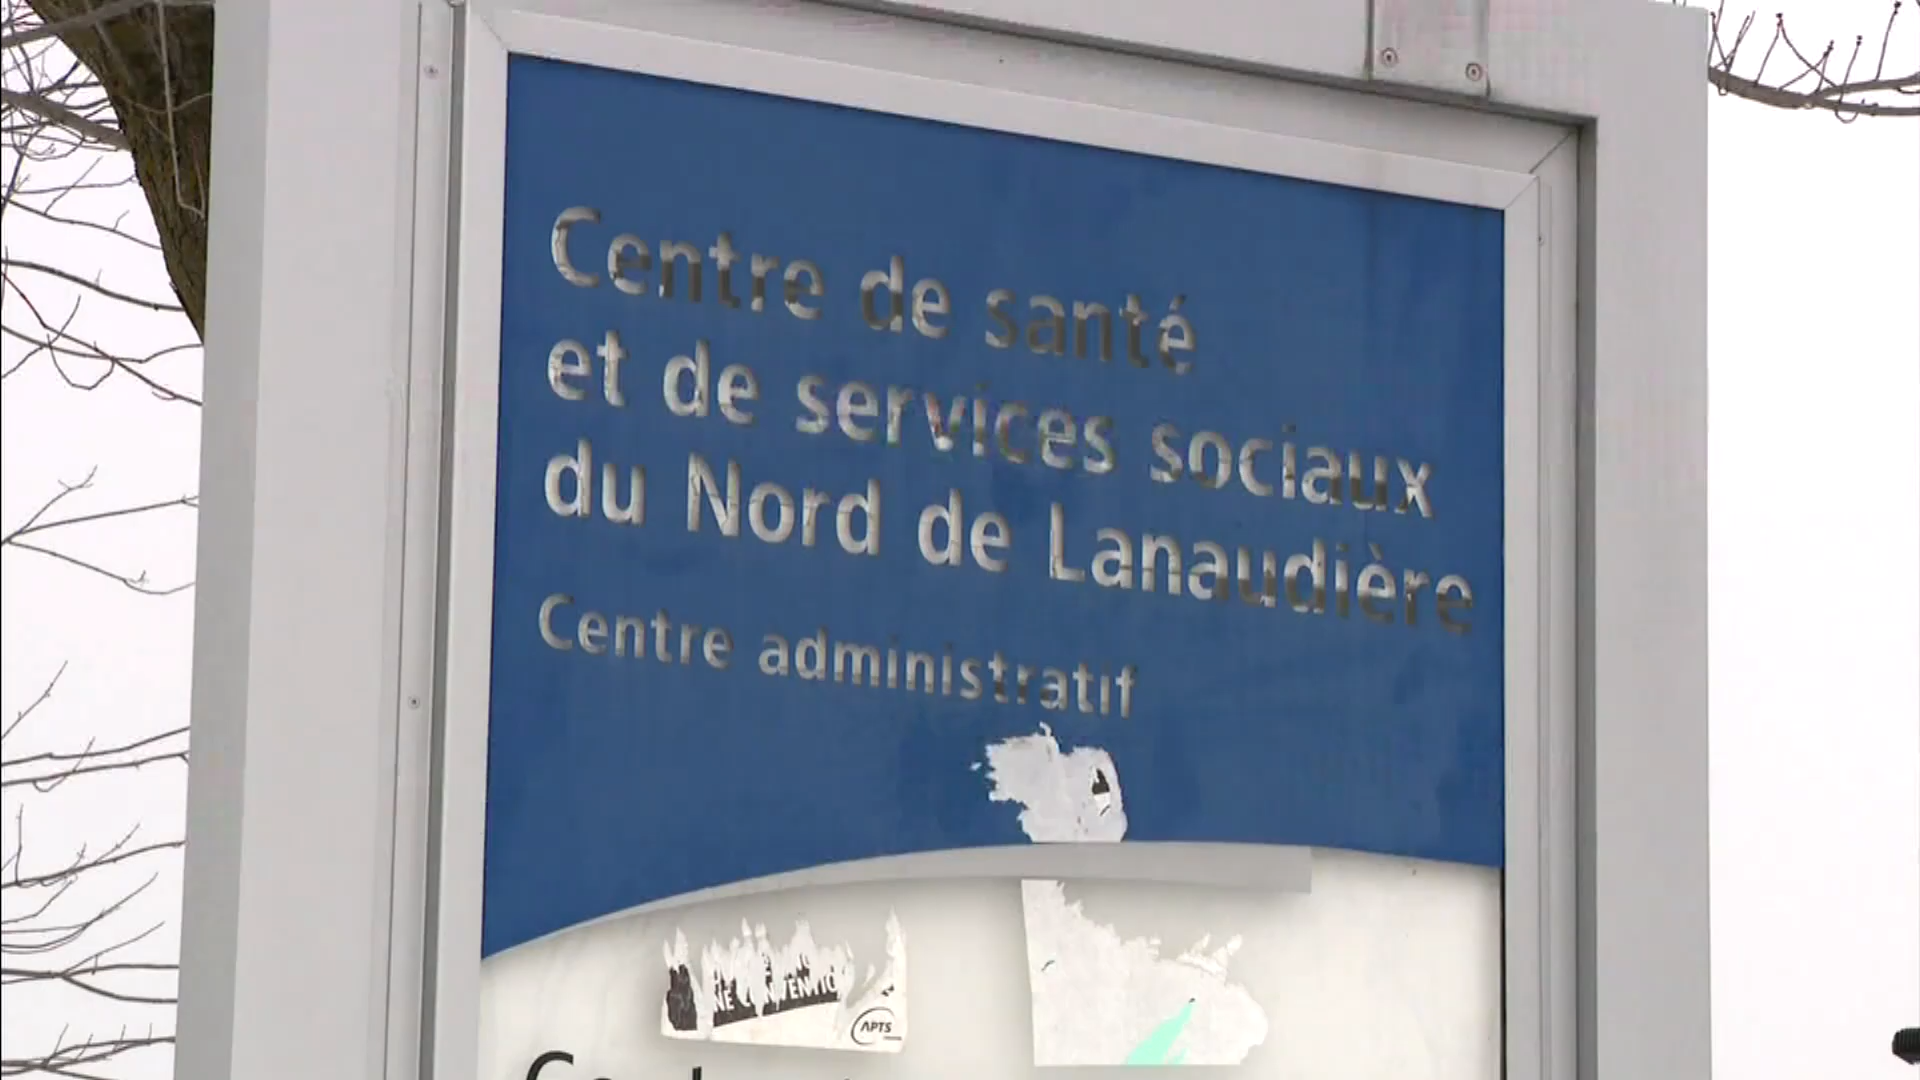 Centre de santé
et de services sociaux
du Nord de Lanaudière
Centre administratif
APTS